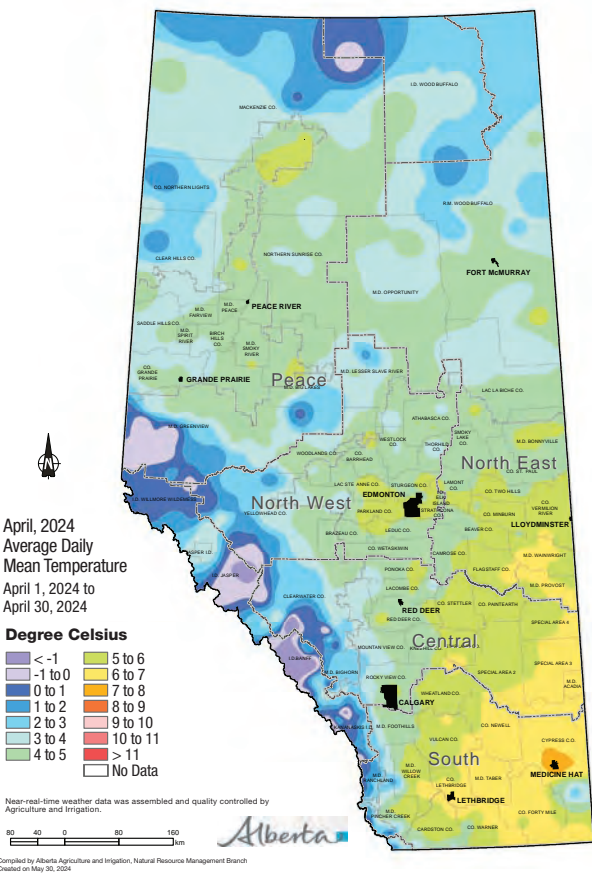 I.D. WOOD BUFFALO
MACKENZIE CO.
CO. NORTHERN LIGHTS
R.M. WOOD BUFFALO
CLEAR HILLS CO.
NORTHERN SUNRISE CO.
FORT McMURRAY
M.D. OPPORTUNITY
M.D.
PEACE
PEACE RIVER
M.D.
FAIRVIEW
SADDLE HILLS CO.
M.D.
SPIRIT
RIVER
BIRCH
HILLS
CO.
M.D.
SMOKY
RIVER
CO.
GRANDE
PRAIRIE
GRANDE PRAIRIE
Peace
M.D. LESSER SLAVE RIVER
LAC LA BICHE CO.
M.D. GREENVIEW
ATHABASCA CO.
WESTLOCK
CO.
THORHILD
CO.
SMOKY
LAKE
CO.
M.D. BONNYVILLE
WOODLANDS CO.
CO.
BARRHEAD
North East
CO. ST. PAUL
LAC STE ANNE CO.
STURGEON CO.
LAMONT
CO.
CO. TWO HILLS
I.D. WILLMORE WILDERNESS
North West
EDMONTON
ELK
ISLAND
STRATHCONA
CO.
CO.
VERMILION
RIVER
YELLOWHEAD CO.
PARKLAND CO.
CO. MINBURN
LLOYDMINSTER
BRAZEAU CO.
LEDUC CO.
BEAVER CO.
CO. WETASKIWIN
CAMROSE CO.
M.D. WAINWRIGHT
JASPER I.D.
I.D. JASPER
PONOKA CO.
FLAGSTAFF CO.
M.D. PROVOST
CLEARWATER CO.
LACOMBE CO.
RED DEER
CO. STETTLER
CO. PAINTEARTH
RED DEER CO.
SPECIAL AREA 4
Central
MOUNTAIN VIEW CO.
I.D. BANFF
M.D. BIGHORN
ROCKY VIEW CO.
SPECIAL AREA 2
SPECIAL AREA 3
M.D.
ACADIA
CALGARY
WHEATLAND CO.
M.D. FOOTHILLS
CO. NEWELL
VULCAN CO.
CYPRESS C.O.
South
M.D.
WILLOW
CREEK
M.D.
RANCHLAND
CO.
LETHBRIDGE
M.D. TABER
MEDICINE HAT
LETHBRIDGE
M.D.
PINCHER CREEK
CO. FORTY MILE
CARDSTON CO.
CO. WARNER
April, 2024
Average Daily
Mean Temperature
April 1, 2024 to
April 30, 2024
Degree Celsius
< -1
-1 to 0
0 to 1
1 to 2
2 to 3
3 to 4
4 to 5
5 to 6
6 to 7
7 to 8
8 to 9
9 to 10
10 to 11
> 11
No Data
Near-real-time weather data was assembled and quality controlled by
Agriculture and Irrigation.
80 40 0 80 160
km
Alberta
Compiled by Alberta Agriculture and Irrigation, Natural Resource Management Branch
Created on May 30, 2024